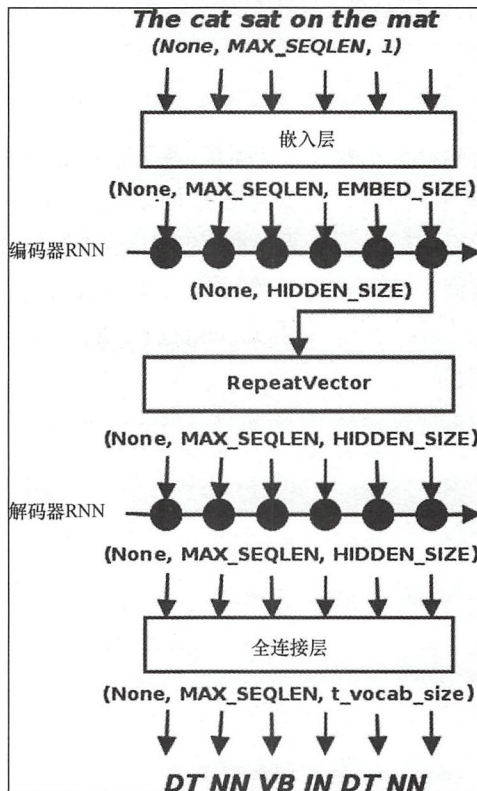 The cat sat on the mat
(None, MAX_SEQLEN, 1)
嵌入层
(None, MAX_SEQLEN, EMBED_SIZE)
编码器RNN
(None, HIDDEN_SIZE)
RepeatVector
(None, MAX_SEQLEN, HIDDEN_SIZE)
解码器RNN
(None, MAX_SEQLEN, HIDDEN_SIZE)
全连接层
(None, MAX_SEQLEN, t_vocab_size)
DT NN VB IN DT NN